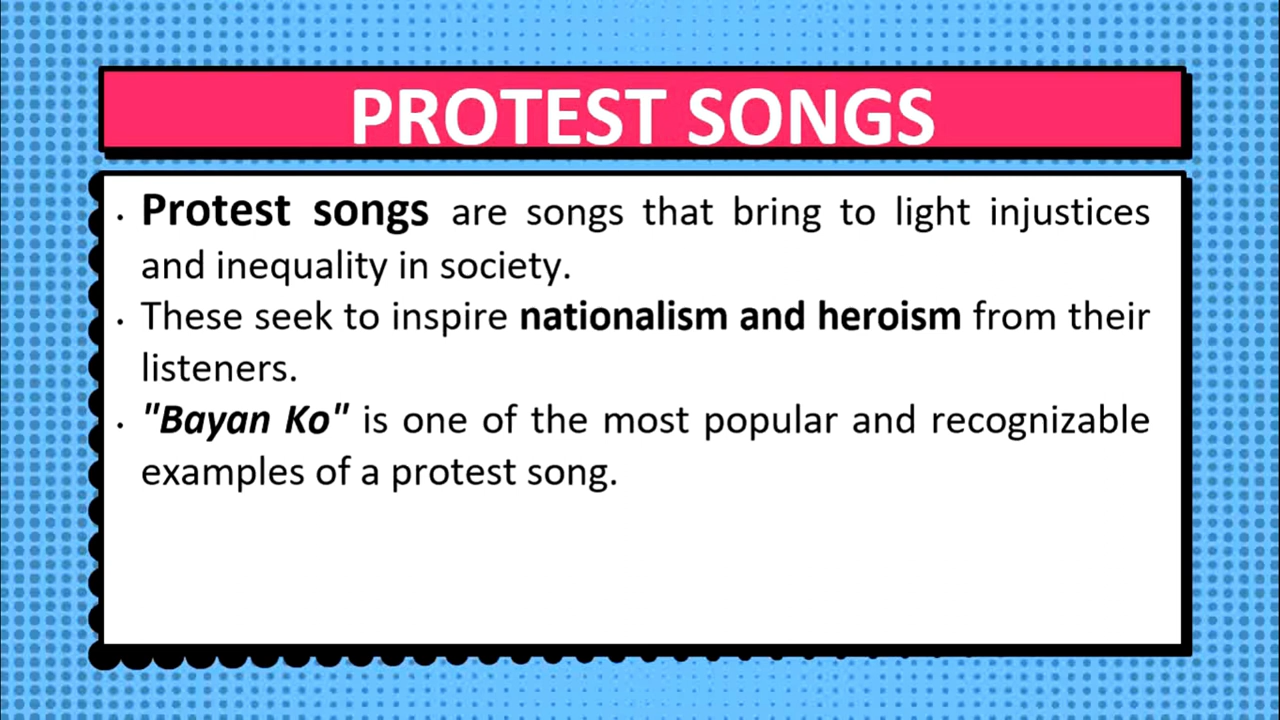 PROTEST SONGS
• Protest songs are songs that bring to light injustices
and inequality in society.
• These seek to inspire nationalism and heroism from their
listeners.
• "Bayan Ko" is one of the most popular and recognizable
examples of a protest song.